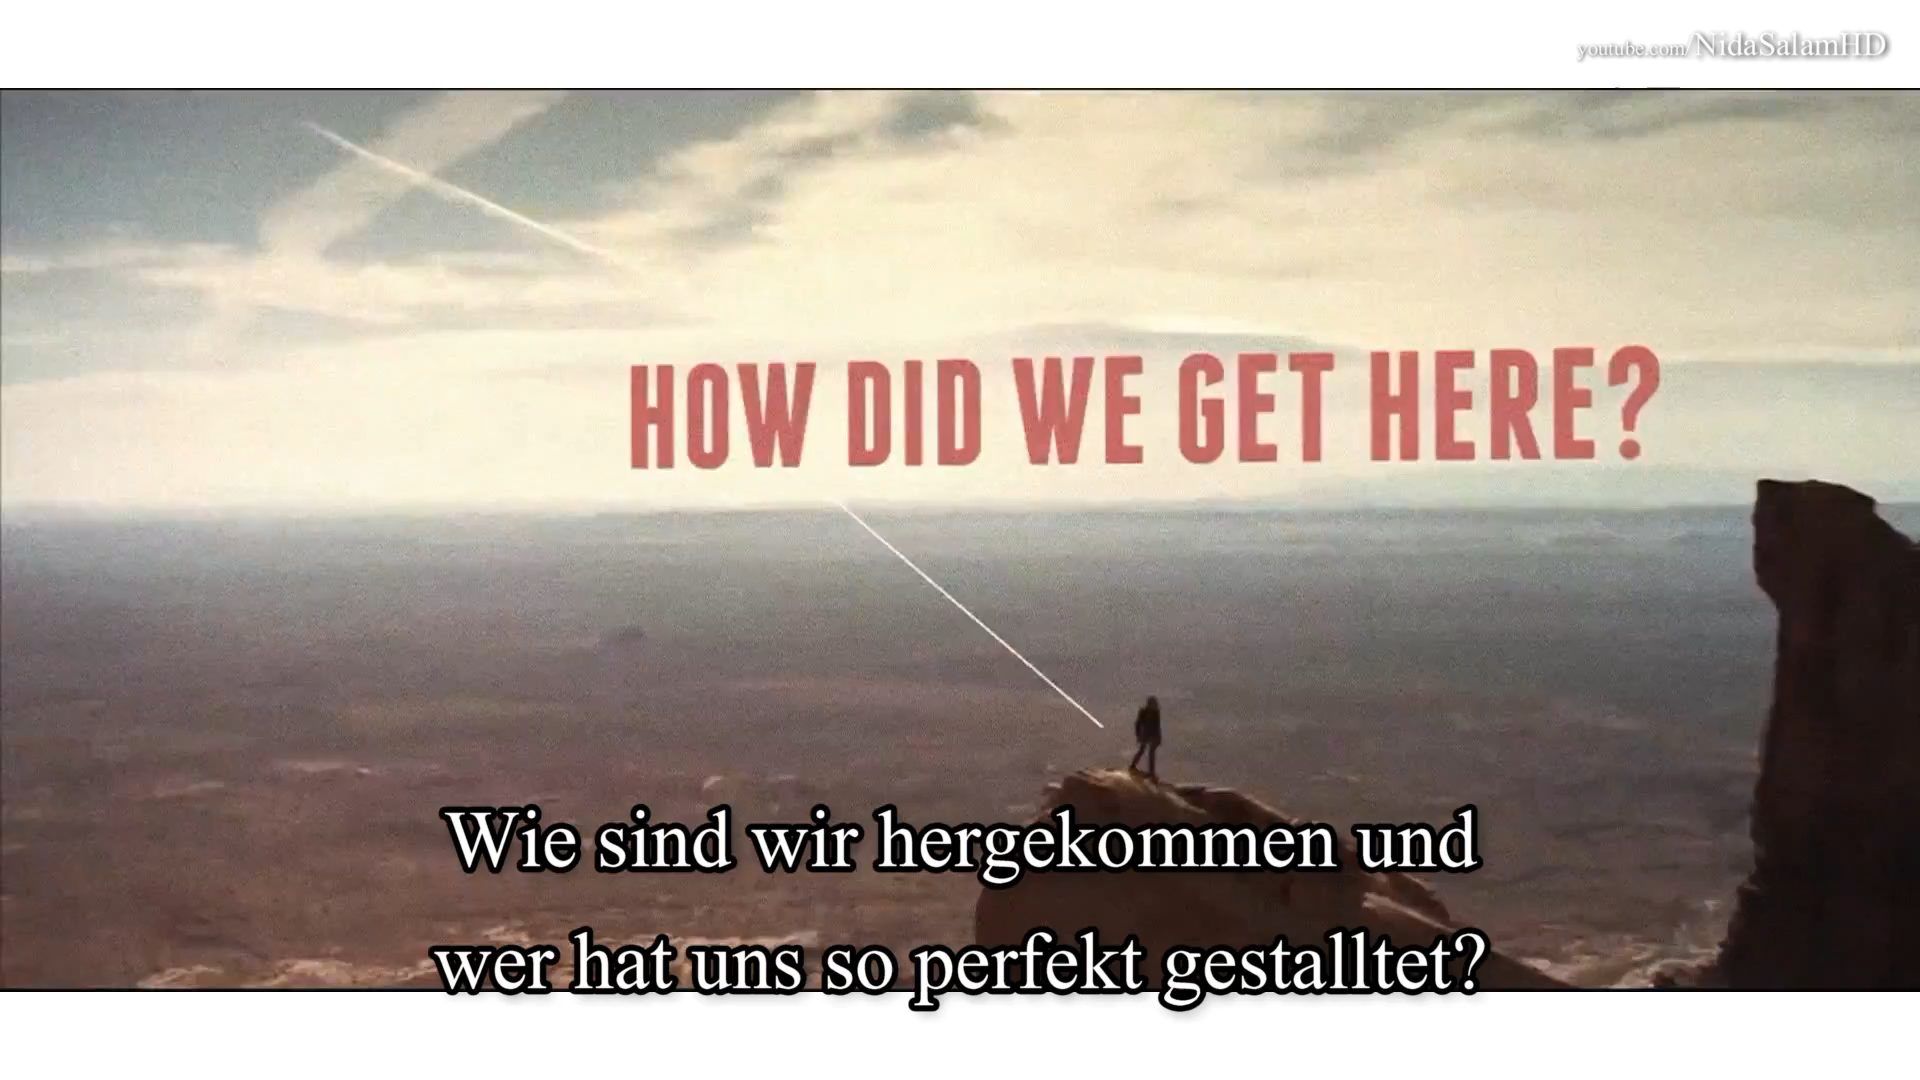 youtube.com/NidaSalamHD
HOW DID WE GET HERE?
Wie sind wir hergekommen und
wer hat uns so perfekt gestalltet?